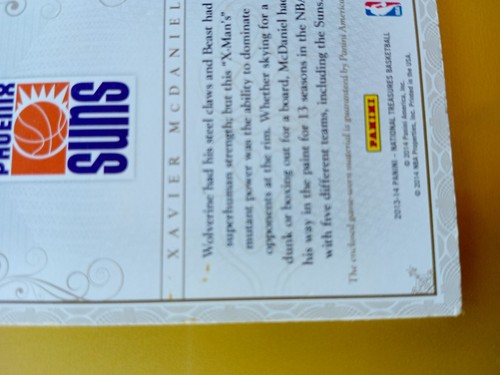 PHOENIX
SUNS
XAVIER McDANIEL
Wolverine had his steel claws and Beast had
superhuman strength, but this "X-Man's"
mutant power was the ability to dominate
opponents at the rim. Whether skying for a
dunk or boxing out for a board, McDaniel had
his way in the paint for 13 seasons in the NBA
with five different teams, including the Suns.
The enclosed game-worn material is guaranteed by Panini America
PANINI
NBA
2013-14 PANINI - NATIONAL TREASURES BASKETBALL
© 2014 Panini America, Inc.
© 2014 NBA Properties, Inc. Printed in the USA.